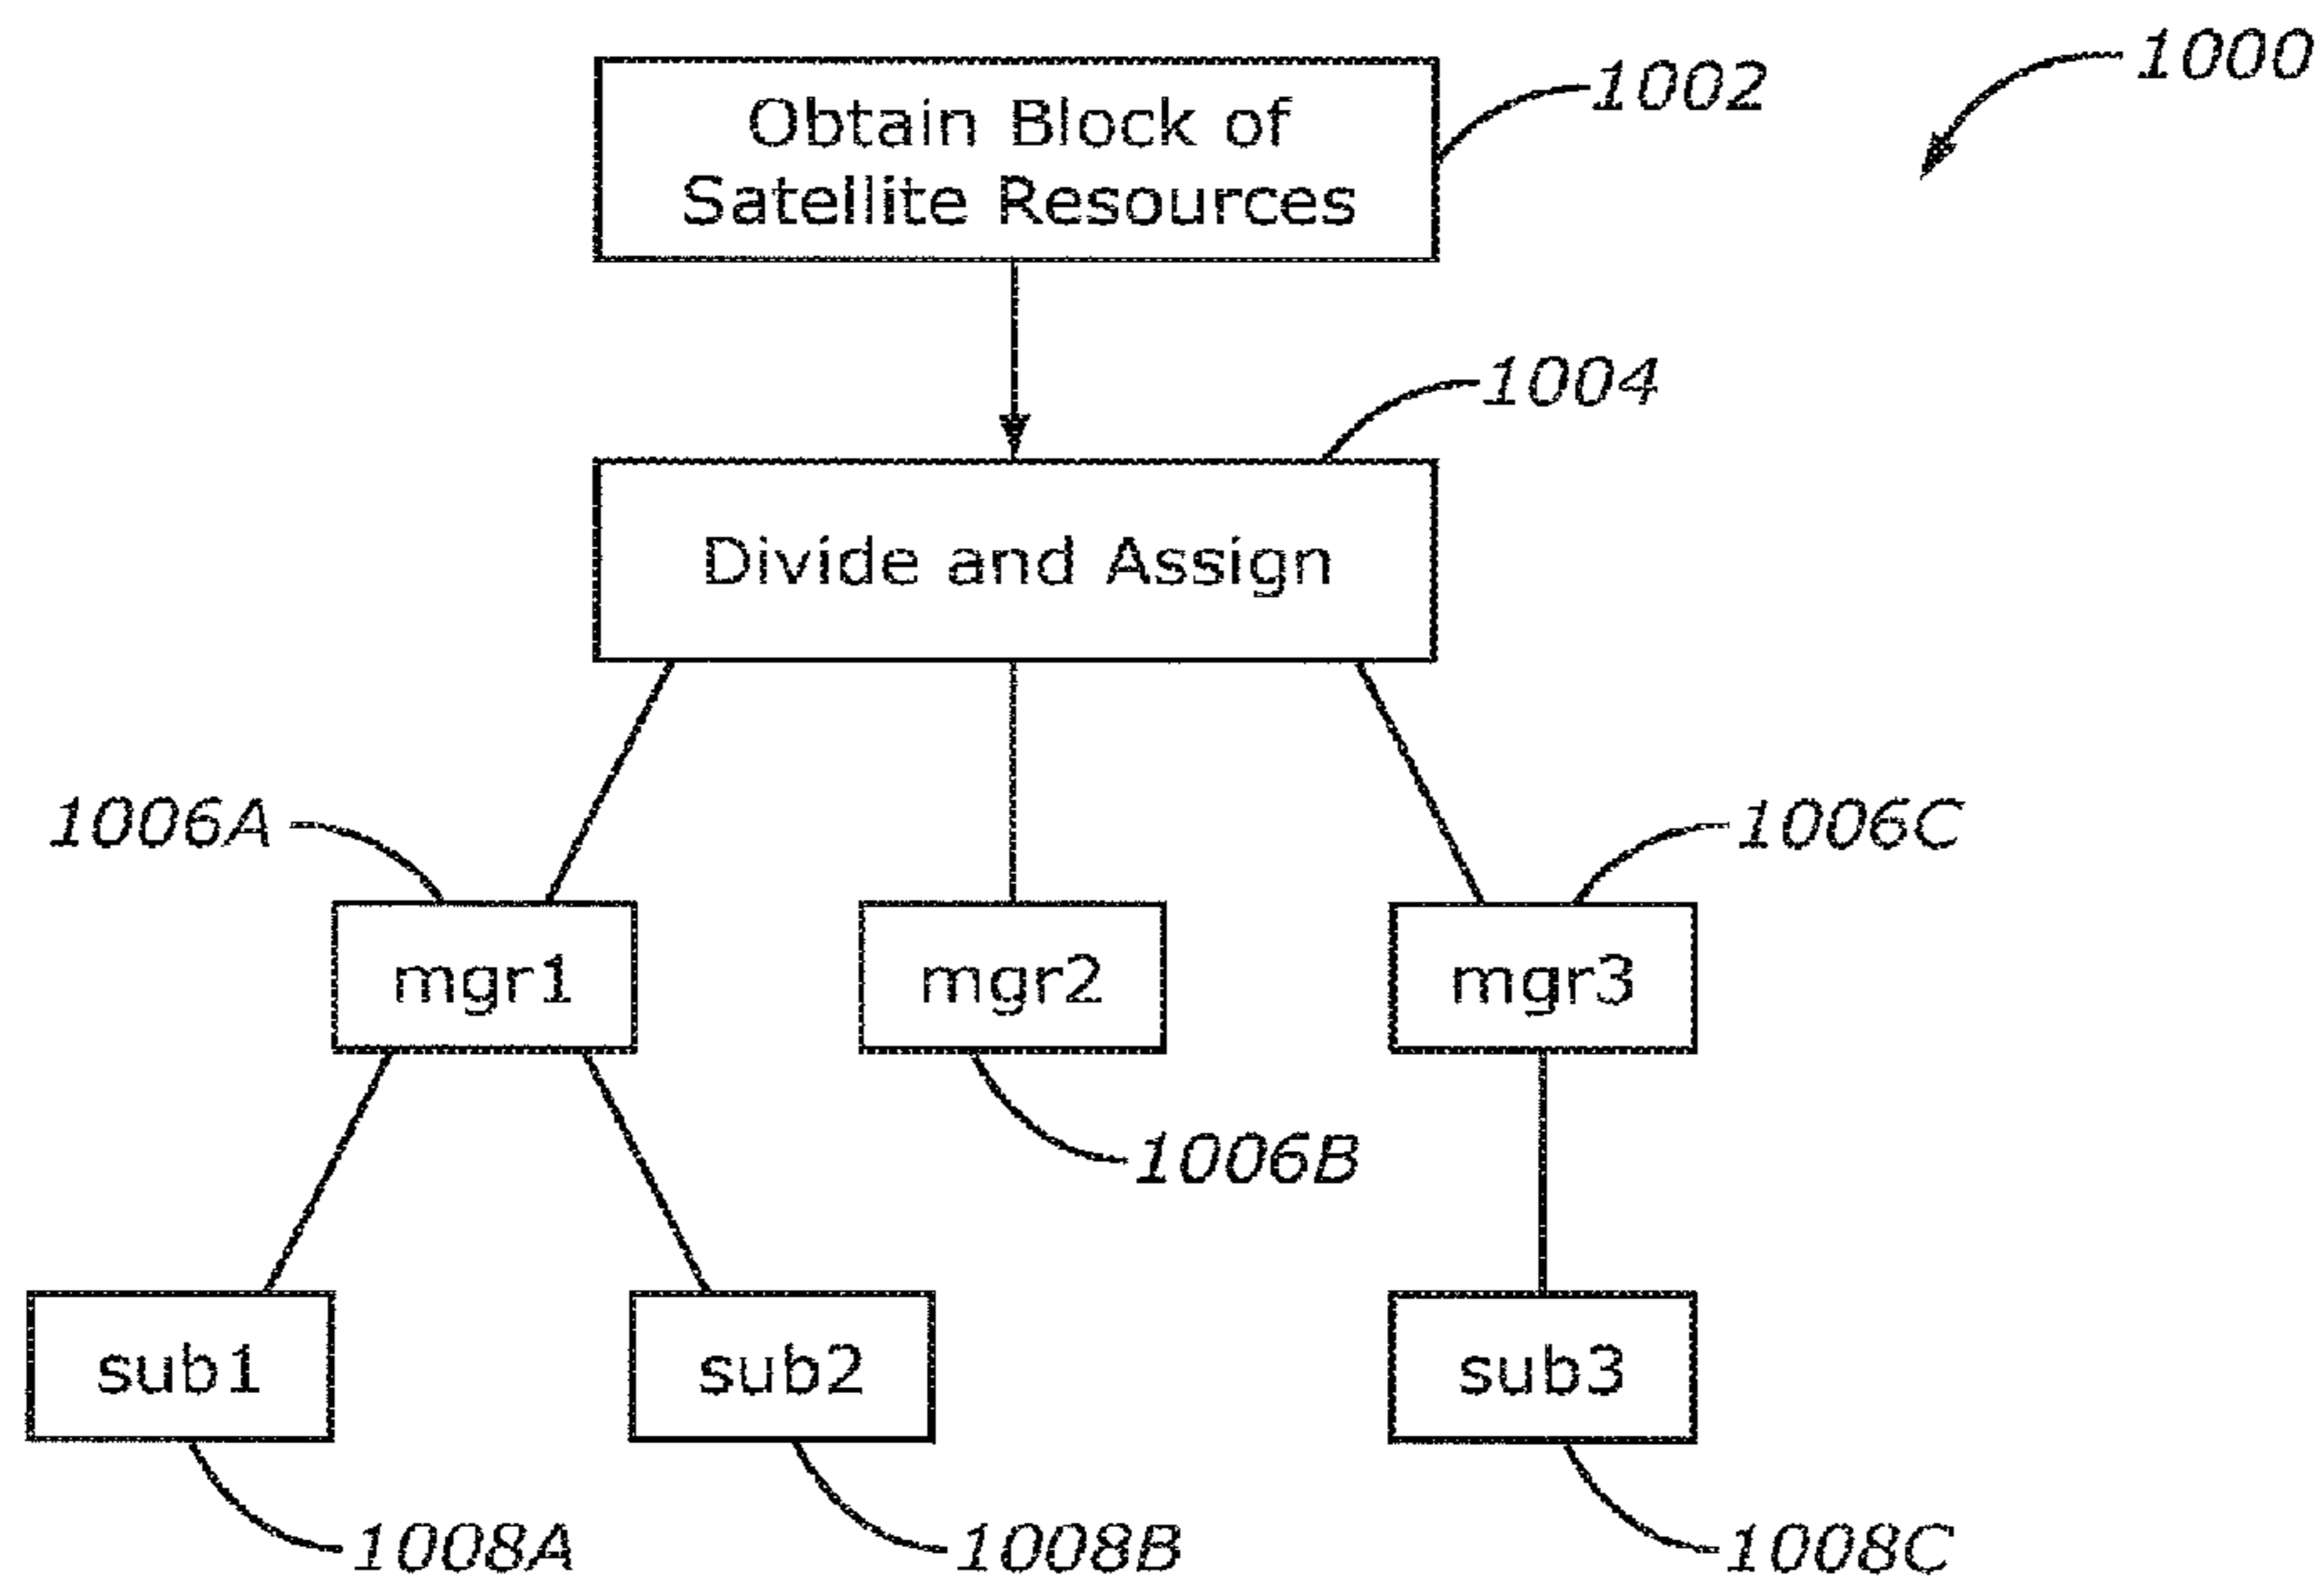 1000
Obtain Block of
Satellite Resources
1002
1004
Divide and Assign
1006A
1006C
mgr1
mgr2
mgr3
1006B
sub1
sub2
sub3
1008A
1008B
1008C